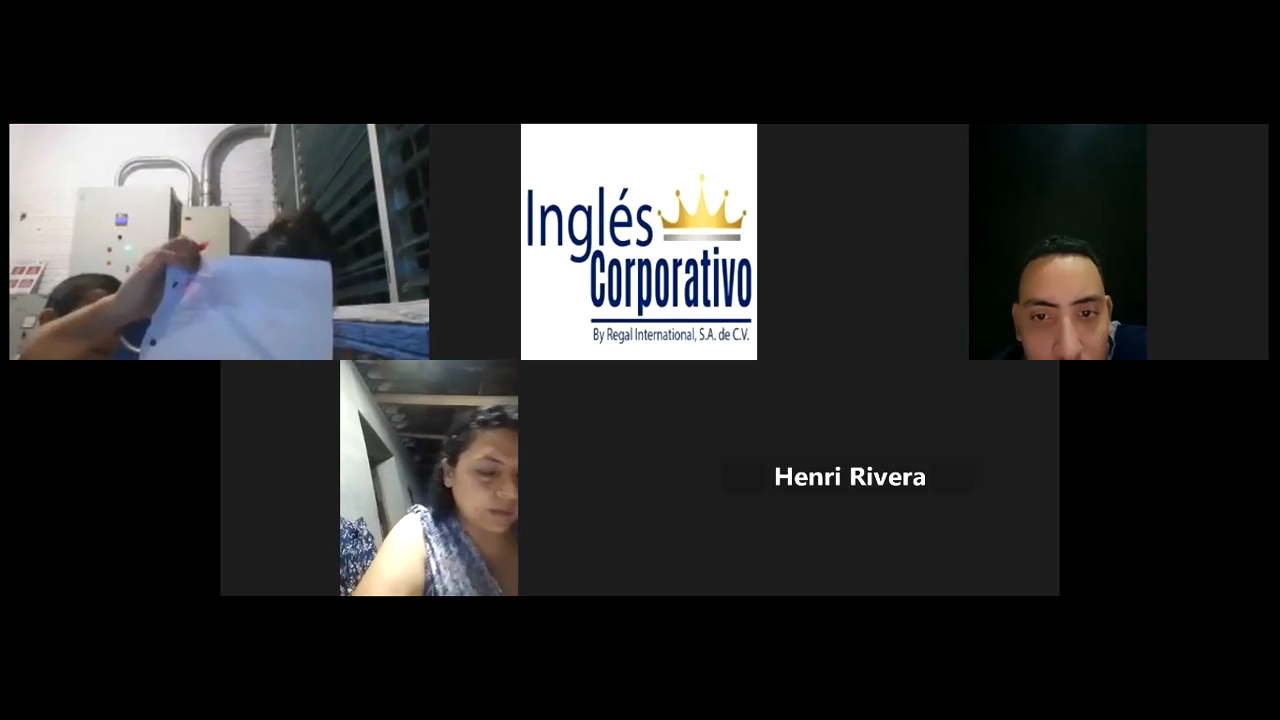 Inglés
Corporativo
By Regal International, S.A. de C.V.
Henri Rivera